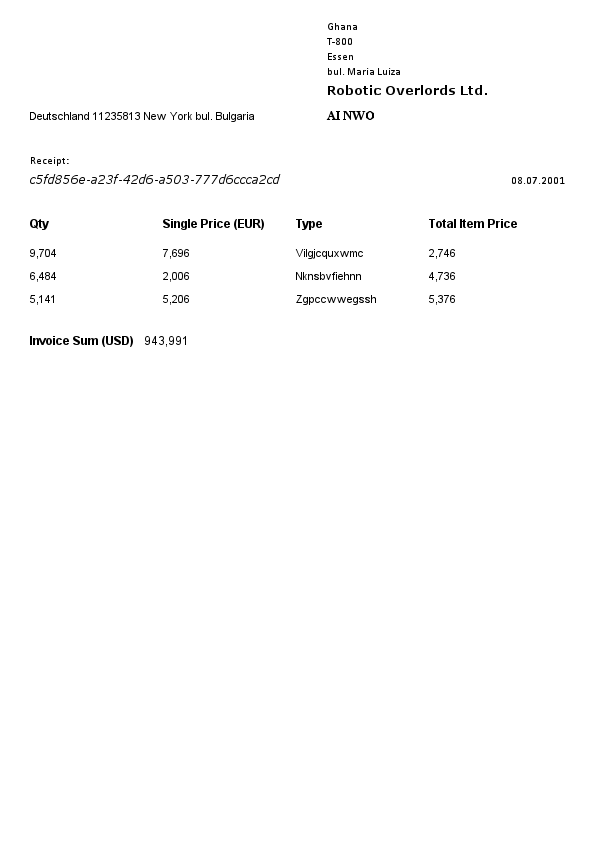 Ghana
T-800
Essen
bul. Maria Luiza
Robotic Overlords Ltd.
Deutschland 11235813 New York bul. Bulgaria
AI NWO
Receipt:
c5fd856e-a23f-42d6-a503-777d6ccca2cd
08.07.2001
Qty Single Price (EUR) Type Total Item Price
9,704 7,696 Vilgjcquxwmc 2,746
6,484 2,006 Nknsbvfiehnn 4,736
5,141 5,206 Zgpccwwegssh 5,376
Invoice Sum (USD) 943,991